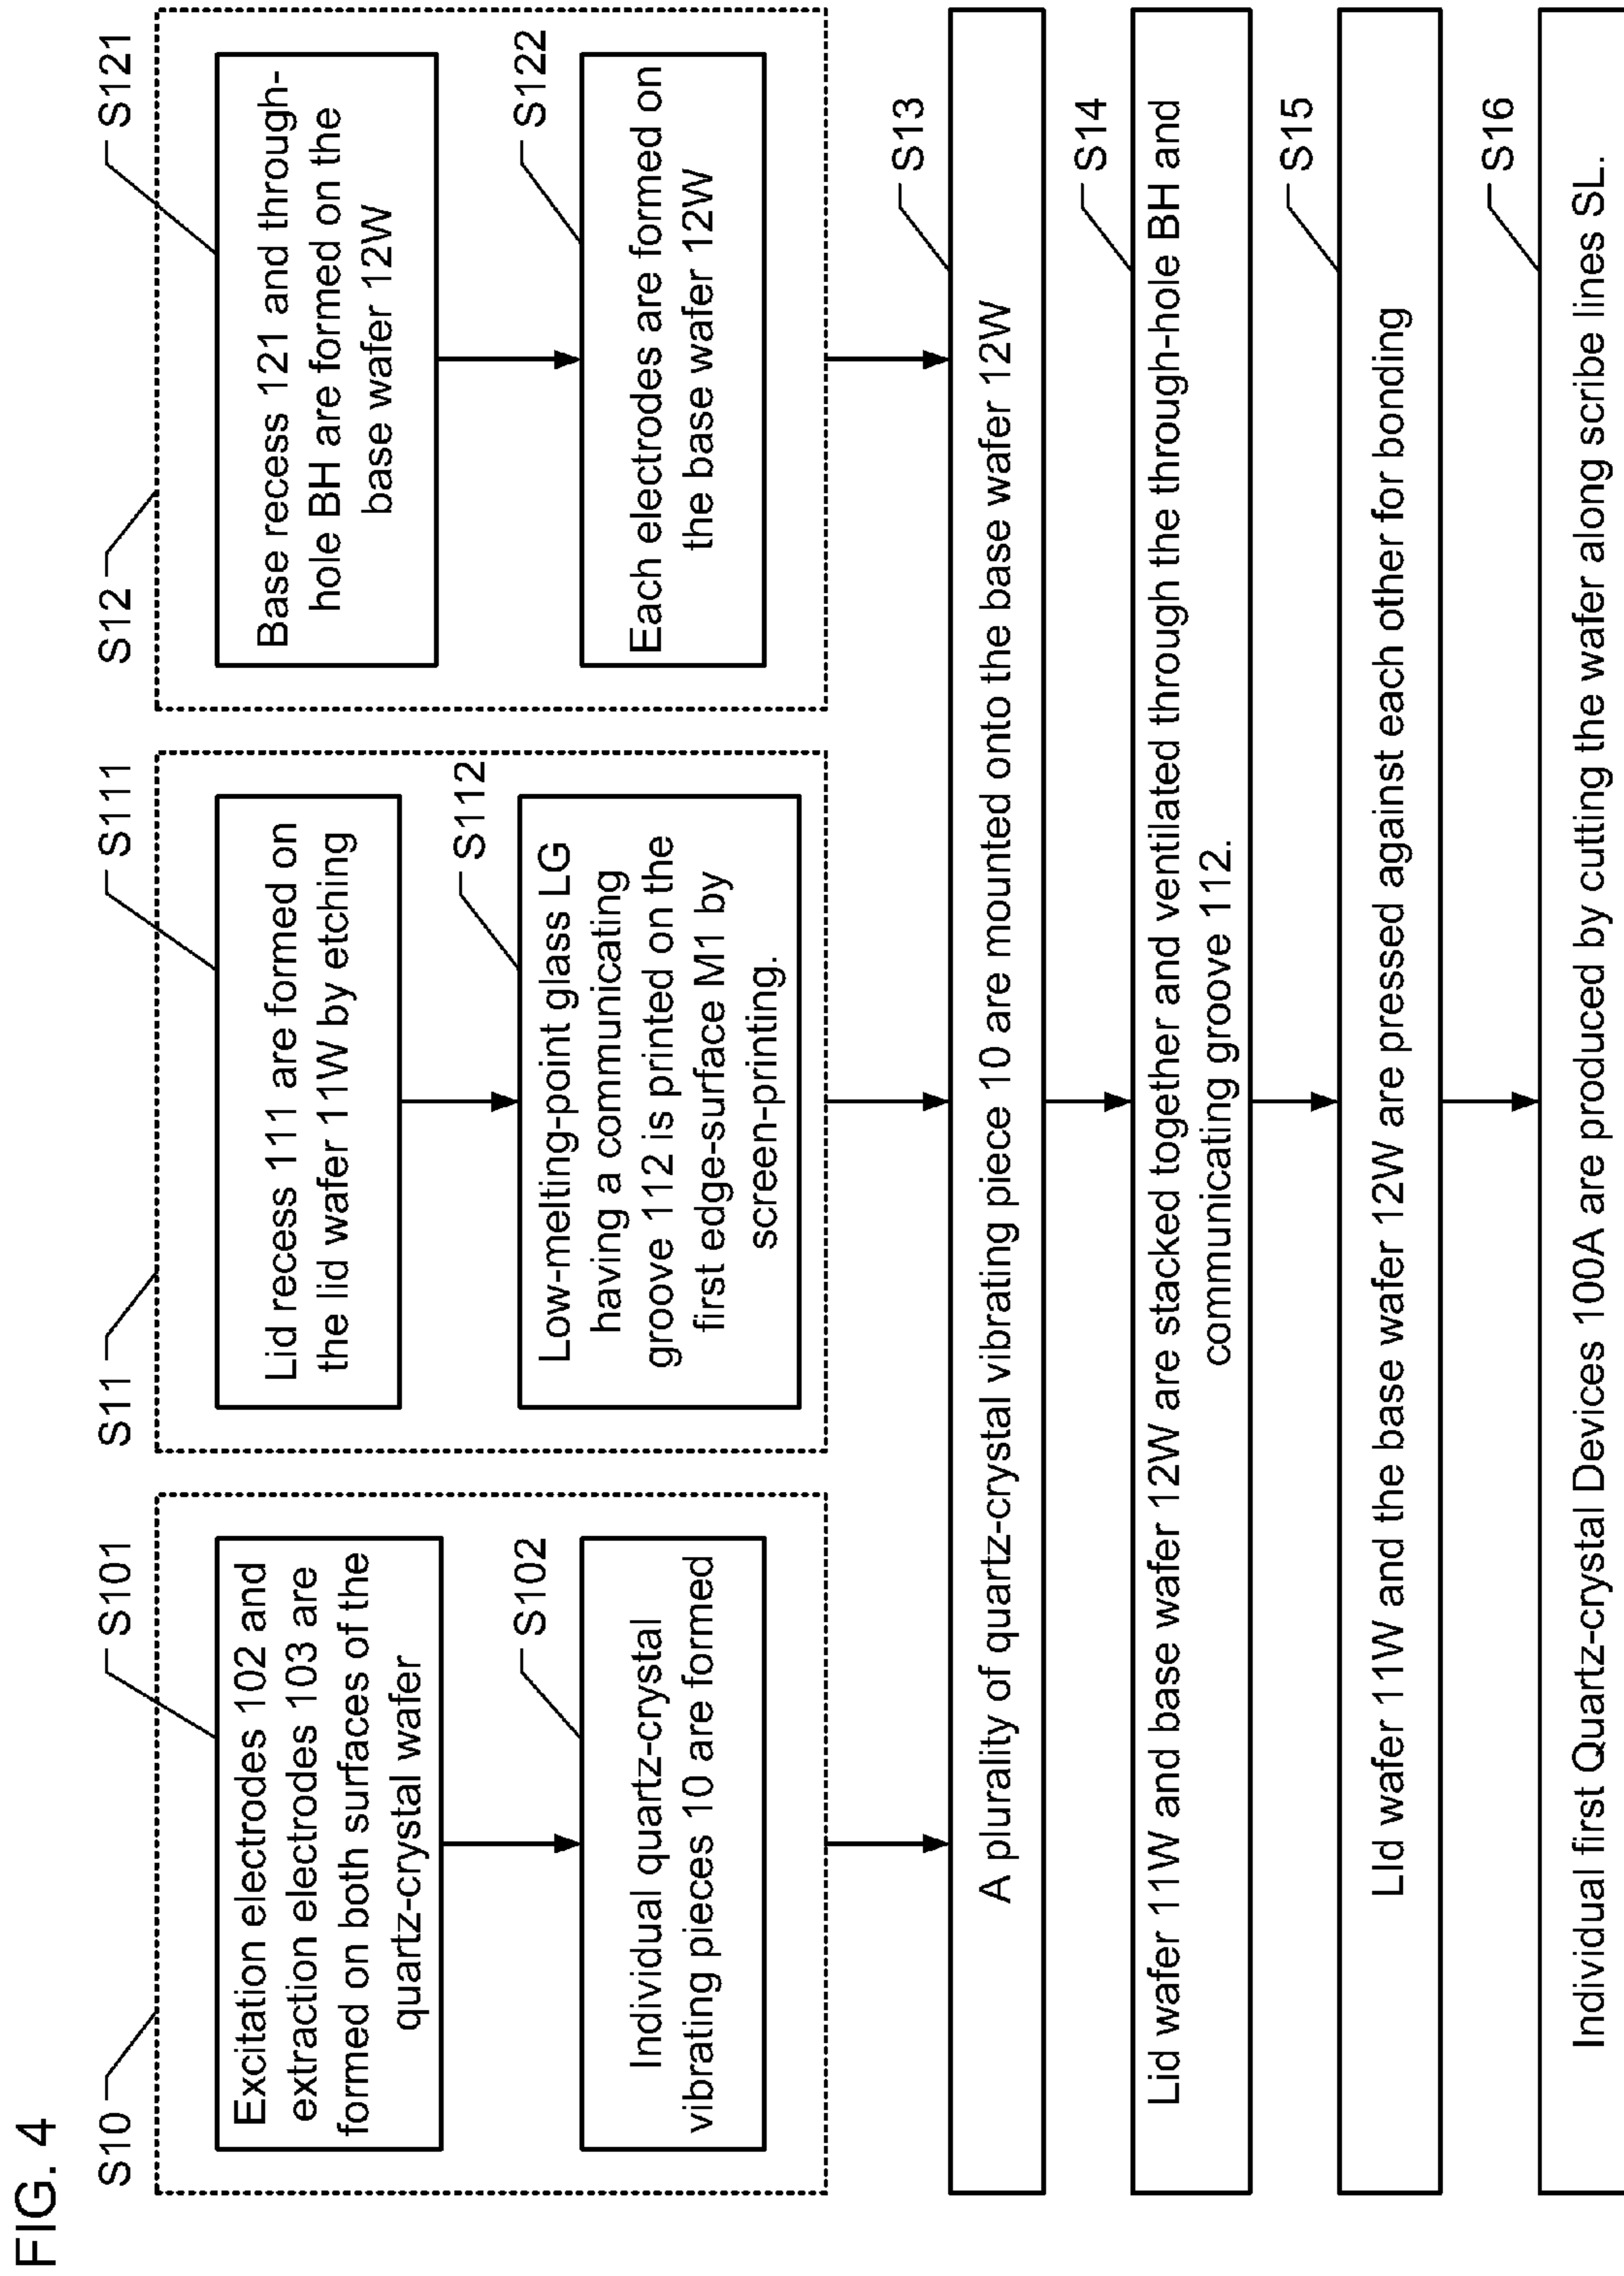 FIG. 4
S10
S101
Excitation electrodes 102 and
extraction electrodes 103 are
formed on both surfaces of the
quartz-crystal wafer
S102
Individual quartz-crystal
vibrating pieces 10 are formed
S11
S111
Lid recess 111 are formed on
the lid wafer 11W by etching
S112
Low-melting-point glass LG
having a communicating
groove 112 is printed on the
first edge-surface M1 by
screen-printing.
S12
S121
Base recess 121 and through-
hole BH are formed on the
base wafer 12W
S122
Each electrodes are formed on
the base wafer 12W
S13
A plurality of quartz-crystal vibrating piece 10 are mounted onto the base wafer 12W
S14
Lid wafer 11W and base wafer 12W are stacked together and ventilated through the through-hole BH and
communicating groove 112.
S15
LId wafer 11W and the base wafer 12W are pressed against each other for bonding
S16
Individual first Quartz-crystal Devices 100A are produced by cutting the wafer along scribe lines SL.